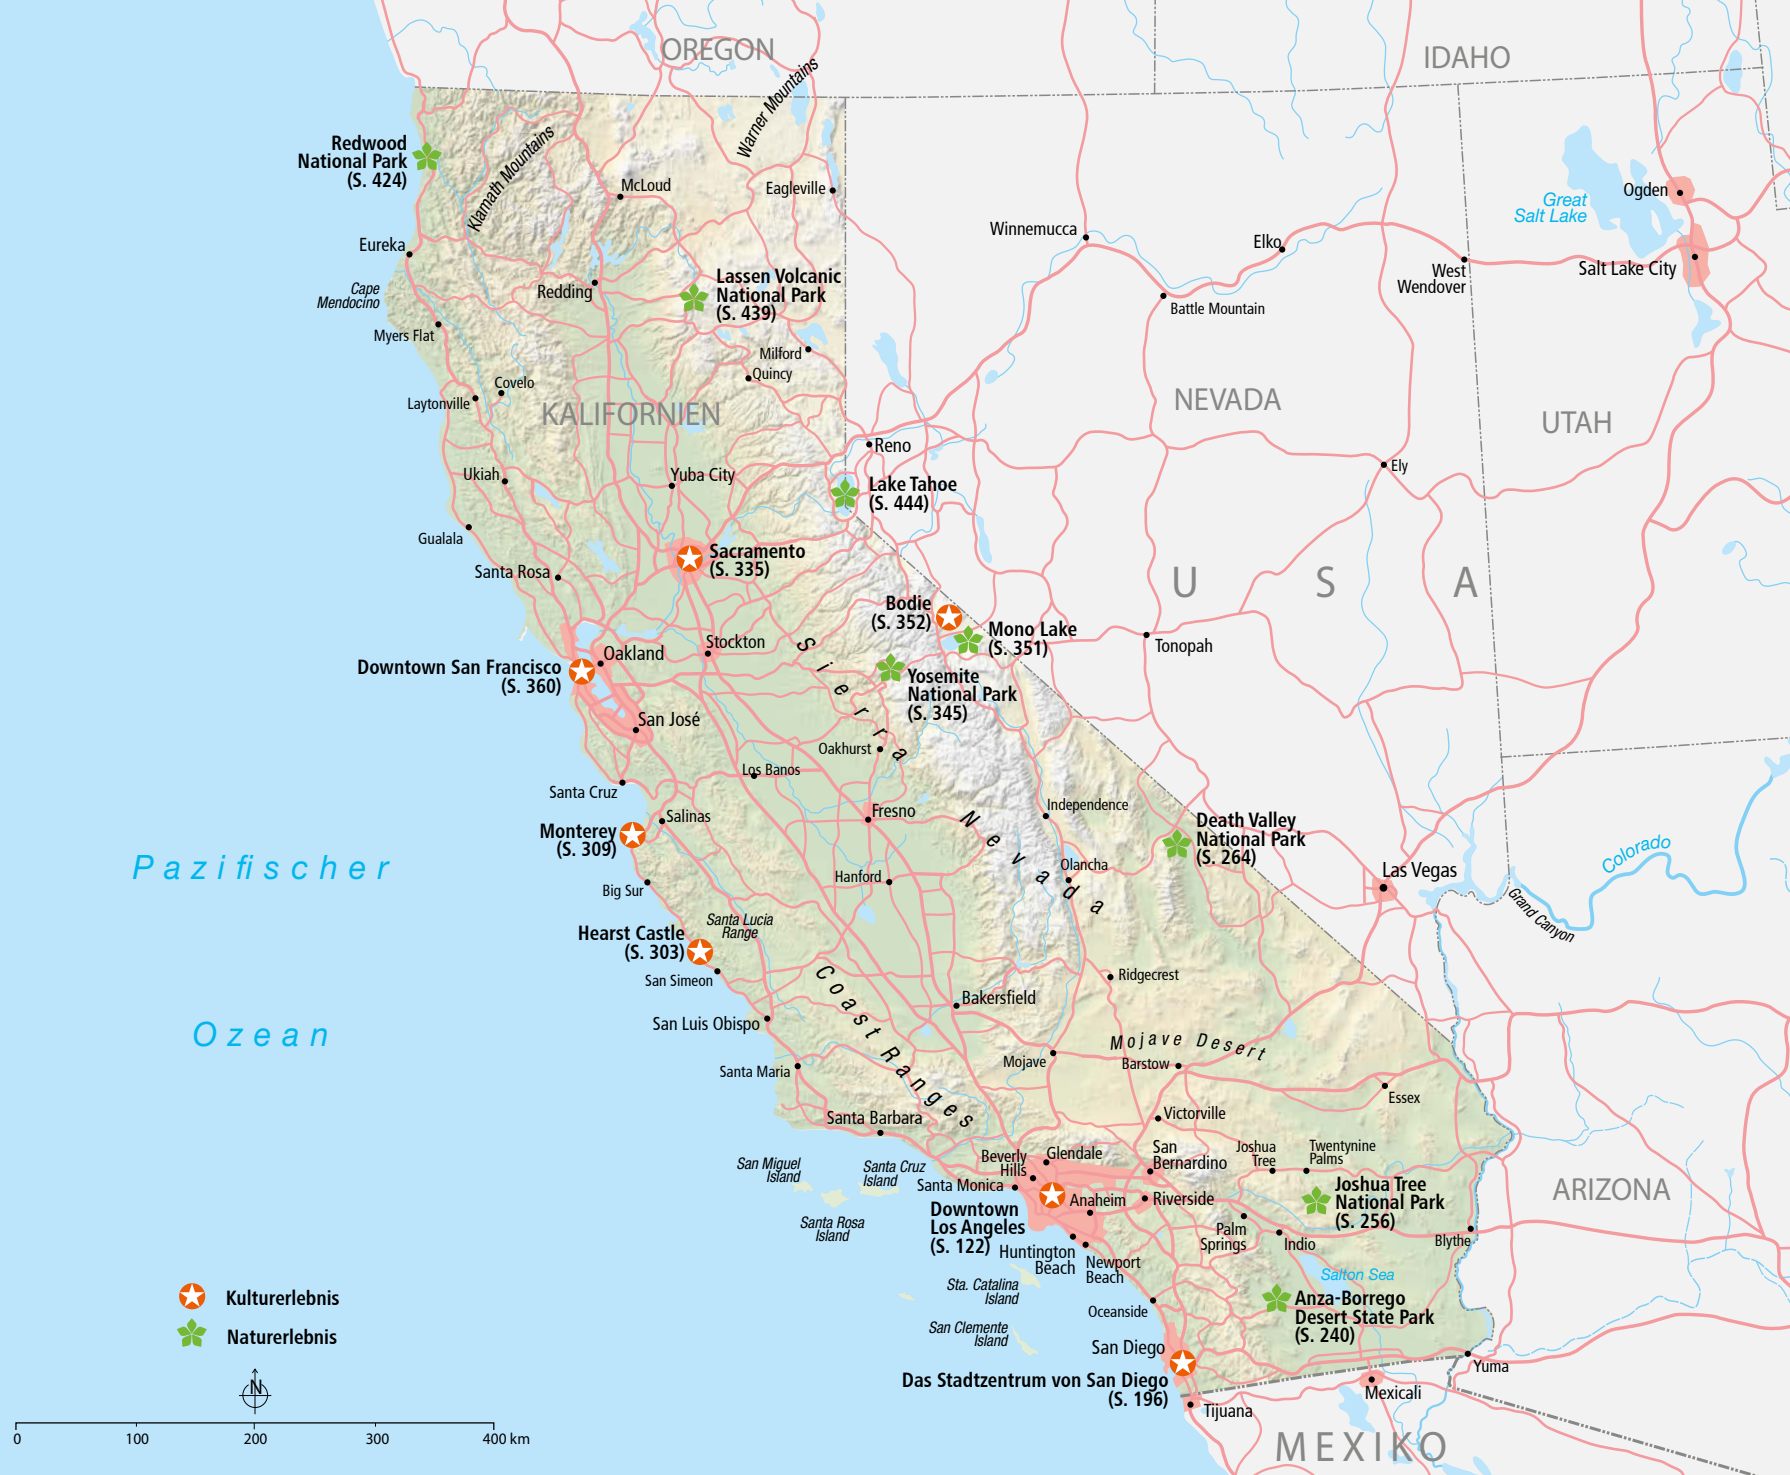 OREGON
IDAHO
Warner Mountains
Klamath Mountains
Redwood
National Park
(S. 424)
McLoud
Eagleville
Ogden
Great
Salt Lake
Winnemucca
Elko
Eureka
West
Wendover
Salt Lake City
Cape
Mendocino
Redding
Lassen Volcanic
National Park
(S. 439)
Battle Mountain
Myers Flat
Milford
Quincy
Covelo
Laytonville
KALIFORNIEN
NEVADA
UTAH
Reno
Ely
Ukiah
Yuba City
Lake Tahoe
(S. 444)
Gualala
Santa Rosa
Sacramento
(S. 335)
U S A
Bodie
(S. 352)
Mono Lake
(S. 351)
Stockton
Oakland
Tonopah
Downtown San Francisco
(S. 360)
Yosemite
National Park
(S. 345)
Sierra Nevada
San José
Oakhurst
Los Banos
Santa Cruz
Salinas
Fresno
Independence
Monterey
(S. 309)
Death Valley
National Park
(S. 264)
Pazifischer
Ozean
Olancha
Las Vegas
Colorado
Grand Canyon
Big Sur
Hanford
Santa Lucia
Range
Hearst Castle
(S. 303)
San Simeon
Coast Ranges
Ridgecrest
Bakersfield
San Luis Obispo
Mojave Desert
Mojave
Barstow
Santa Maria
Essex
Victorville
Santa Barbara
San Miguel
Island
Santa Cruz
Island
Santa Rosa
Island
Beverly
Hills
Glendale
San
Bernardino
Joshua
Tree
Twentynine
Palms
Santa Monica
Anaheim
Riverside
Joshua Tree
National Park
(S. 256)
ARIZONA
Downtown
Los Angeles
(S. 122)
Palm
Springs
Indio
Blythe
Huntington
Beach
Newport
Beach
Salton Sea
Sta. Catalina
Island
Oceanside
Anza-Borrego
Desert State Park
(S. 240)
San Clemente
Island
San Diego
Das Stadtzentrum von San Diego
(S. 196)
Yuma
Mexicali
Tijuana
MEXIKO
Kulturerlebnis
Naturerlebnis
N
0 100 200 300 400 km